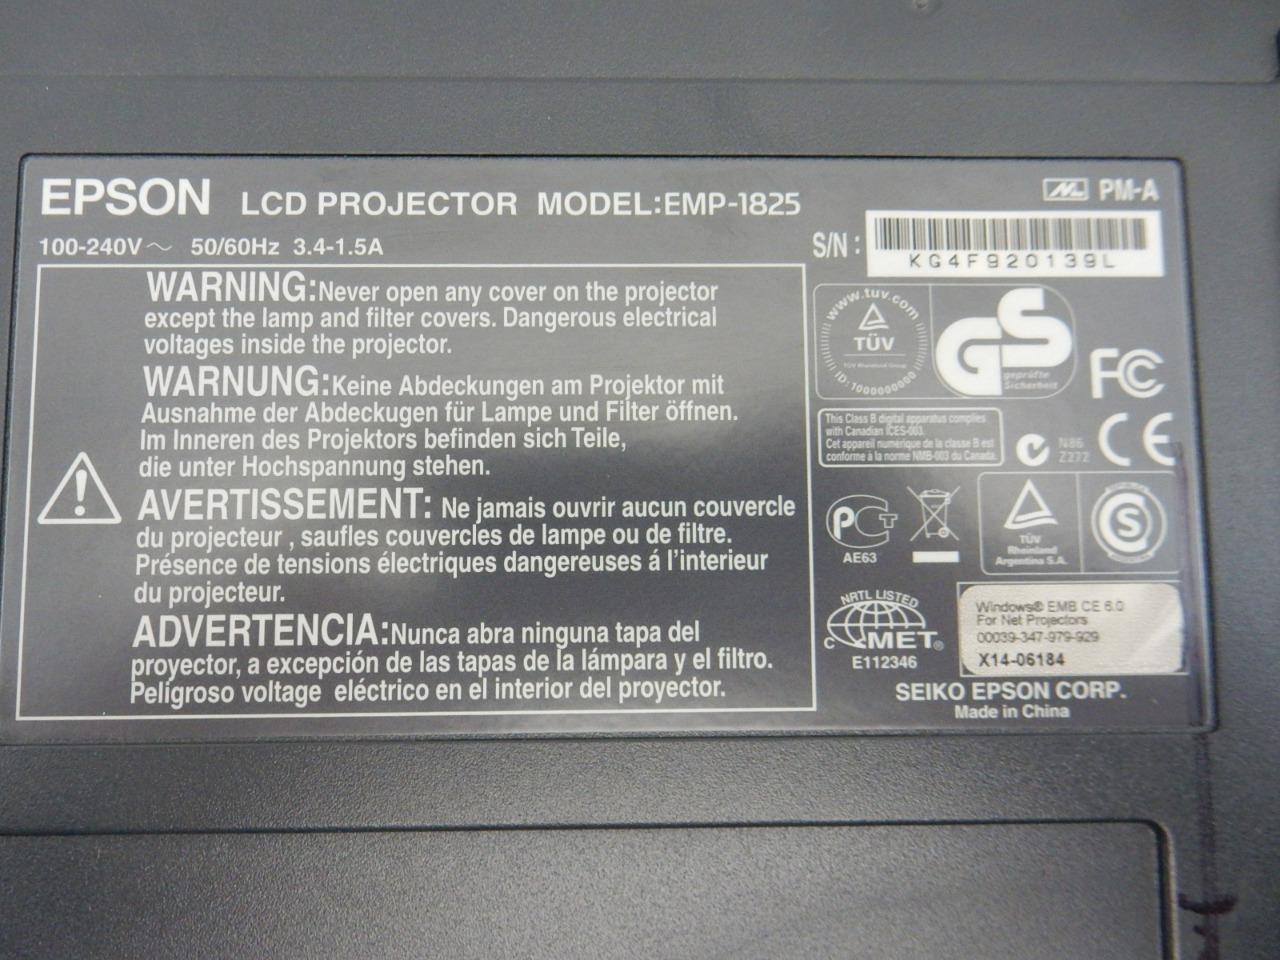 EPSON LCD PROJECTOR MODEL:EMP-1825
PM-A
100-240V～ 50/60Hz 3.4-1.5A
S/N :
KG4F920139L
WARNING:Never open any cover on the projector
except the lamp and filter covers. Dangerous electrical
voltages inside the projector.
WARNUNG:Keine Abdeckungen am Projektor mit
Ausnahme der Abdeckugen für Lampe und Filter öffnen.
Im Inneren des Projektors befinden sich Teile,
die unter Hochspannung stehen.
AVERTISSEMENT: Ne jamais ouvrir aucun couvercle
du projecteur , saufles couvercles de lampe ou de filtre.
Présence de tensions électriques dangereuses á l'interieur
du projecteur.
ADVERTENCIA:Nunca abra ninguna tapa del
proyector, a excepción de las tapas de la lámpara y el filtro.
Peligroso voltage eléctrico en el interior del proyector.
www.tuv.com
TÜV
TÜV Rheinland Group
ID:1000000000
GS
geprüfte
Sicherheit
FC
This Class B digital apparatus complies
with Canadian ICES-003.
Cet appareil numérique de la classe B est
conforme à la norme NMB-003 du Canada.
N86
Z272
CE
PCT
AE63
TÜV
Rheinland
Argentina S.A.
S
NRTL LISTED
C MET®
E112346
Windows® EMB CE 6.0
For Net Projectors
00039-347-979-929
X14-06184
SEIKO EPSON CORP.
Made in China